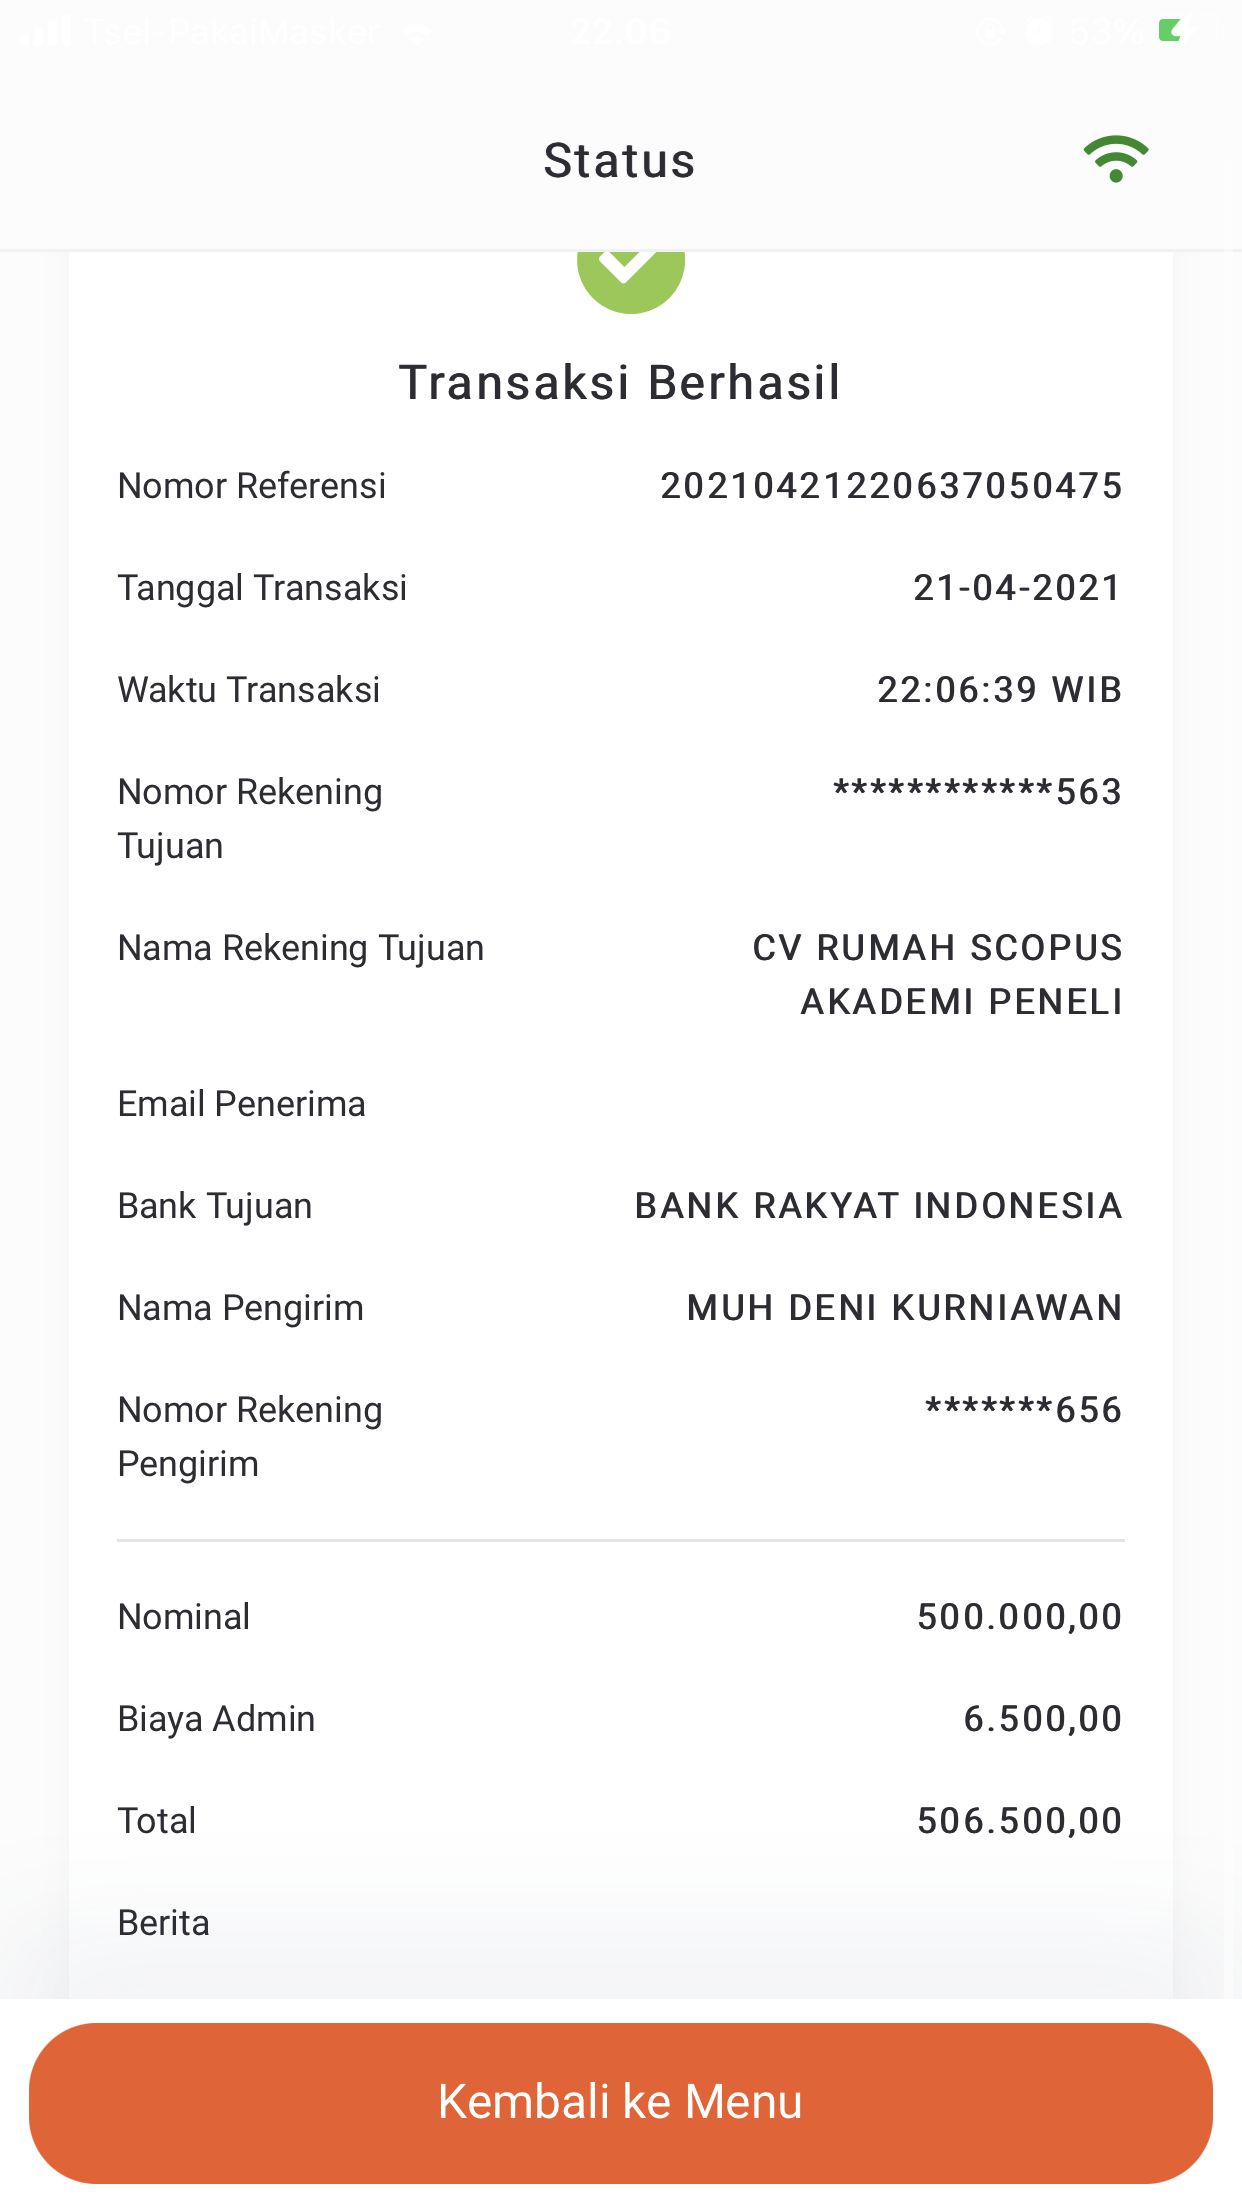 Tsel-PakaiMasker 22.06 53%
Status
Transaksi Berhasil
Nomor Referensi 20210421220637050475
Tanggal Transaksi 21-04-2021
Waktu Transaksi 22:06:39 WIB
Nomor Rekening ************563
Tujuan
Nama Rekening Tujuan CV RUMAH SCOPUS
AKADEMI PENELI
Email Penerima
Bank Tujuan BANK RAKYAT INDONESIA
Nama Pengirim MUH DENI KURNIAWAN
Nomor Rekening *******656
Pengirim
Nominal 500.000,00
Biaya Admin 6.500,00
Total 506.500,00
Berita
Kembali ke Menu